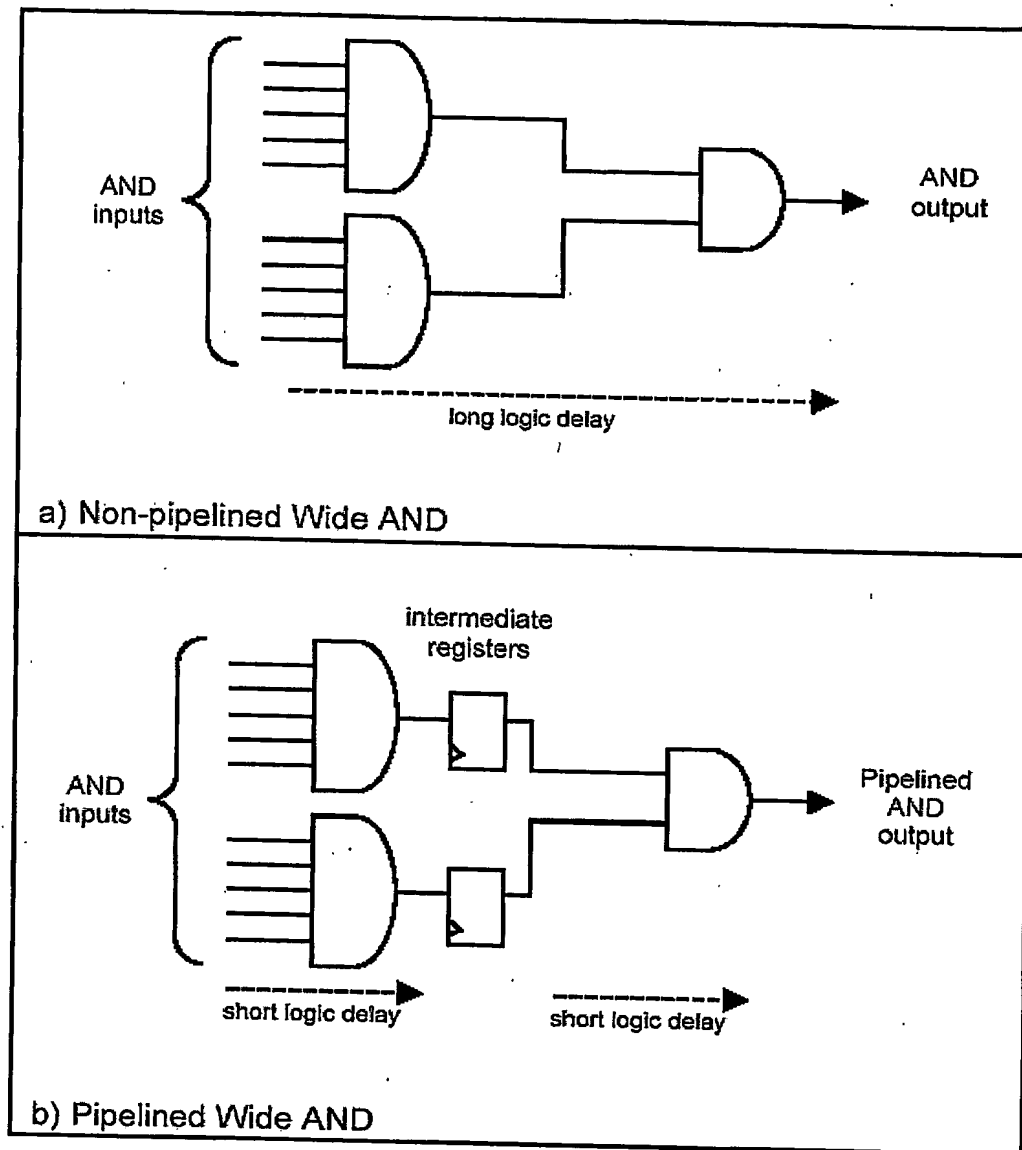 AND
inputs
AND
output
long logic delay
a) Non-pipelined Wide AND
intermediate
registers
AND
inputs
Pipelined
AND
output
short logic delay
short logic delay
b) Pipelined Wide AND